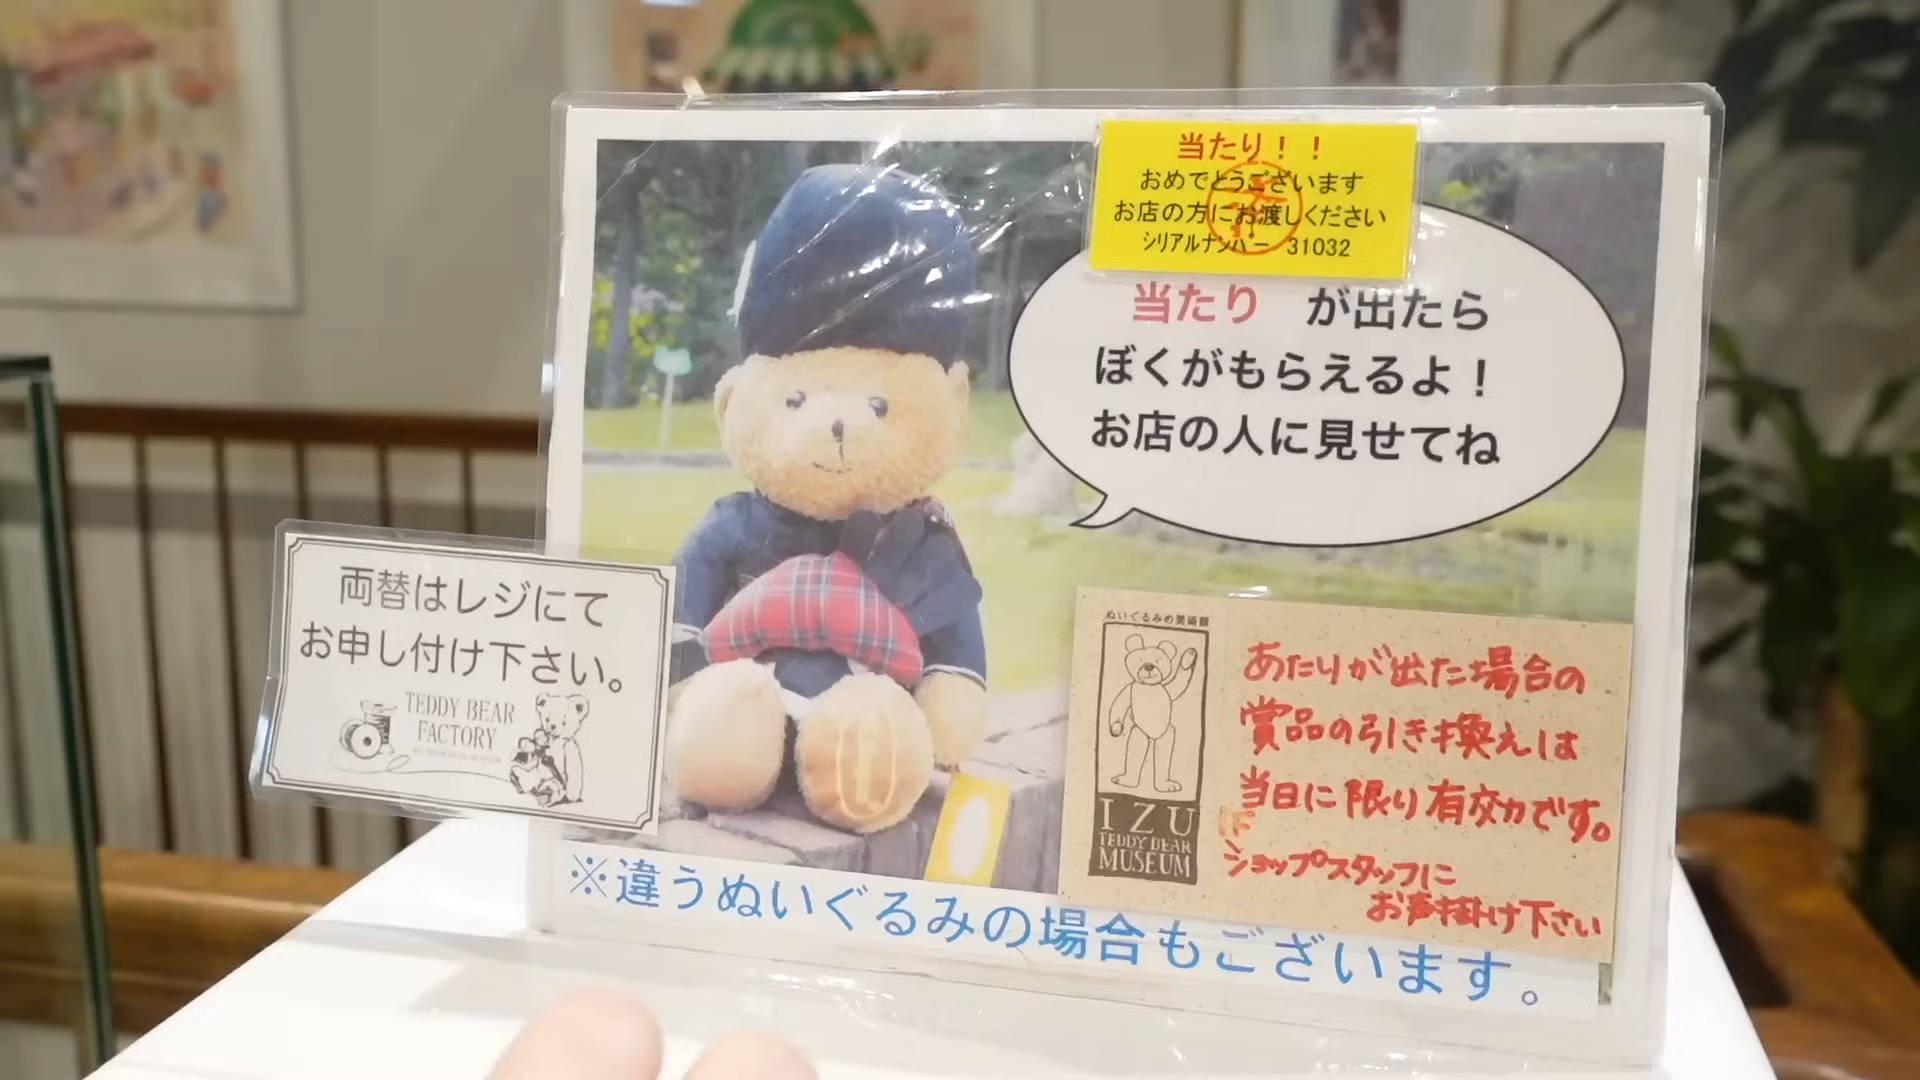 当たり！！
おめでとうございます
お店の方にお渡しください
シリアルナンバー 31032
当たり が出たら
ぼくがもらえるよ！
お店の人に見せてね
両替はレジにて
お申し付け下さい。
TEDDY BEAR
FACTORY
ぬいぐるみの美術館
IZU
TEDDY BEAR
MUSEUM
あたりが出た場合の
賞品の引き換えは
当日に限り有効です。
ショップスタッフに
お声掛け下さい
※違うぬいぐるみの場合もございます。